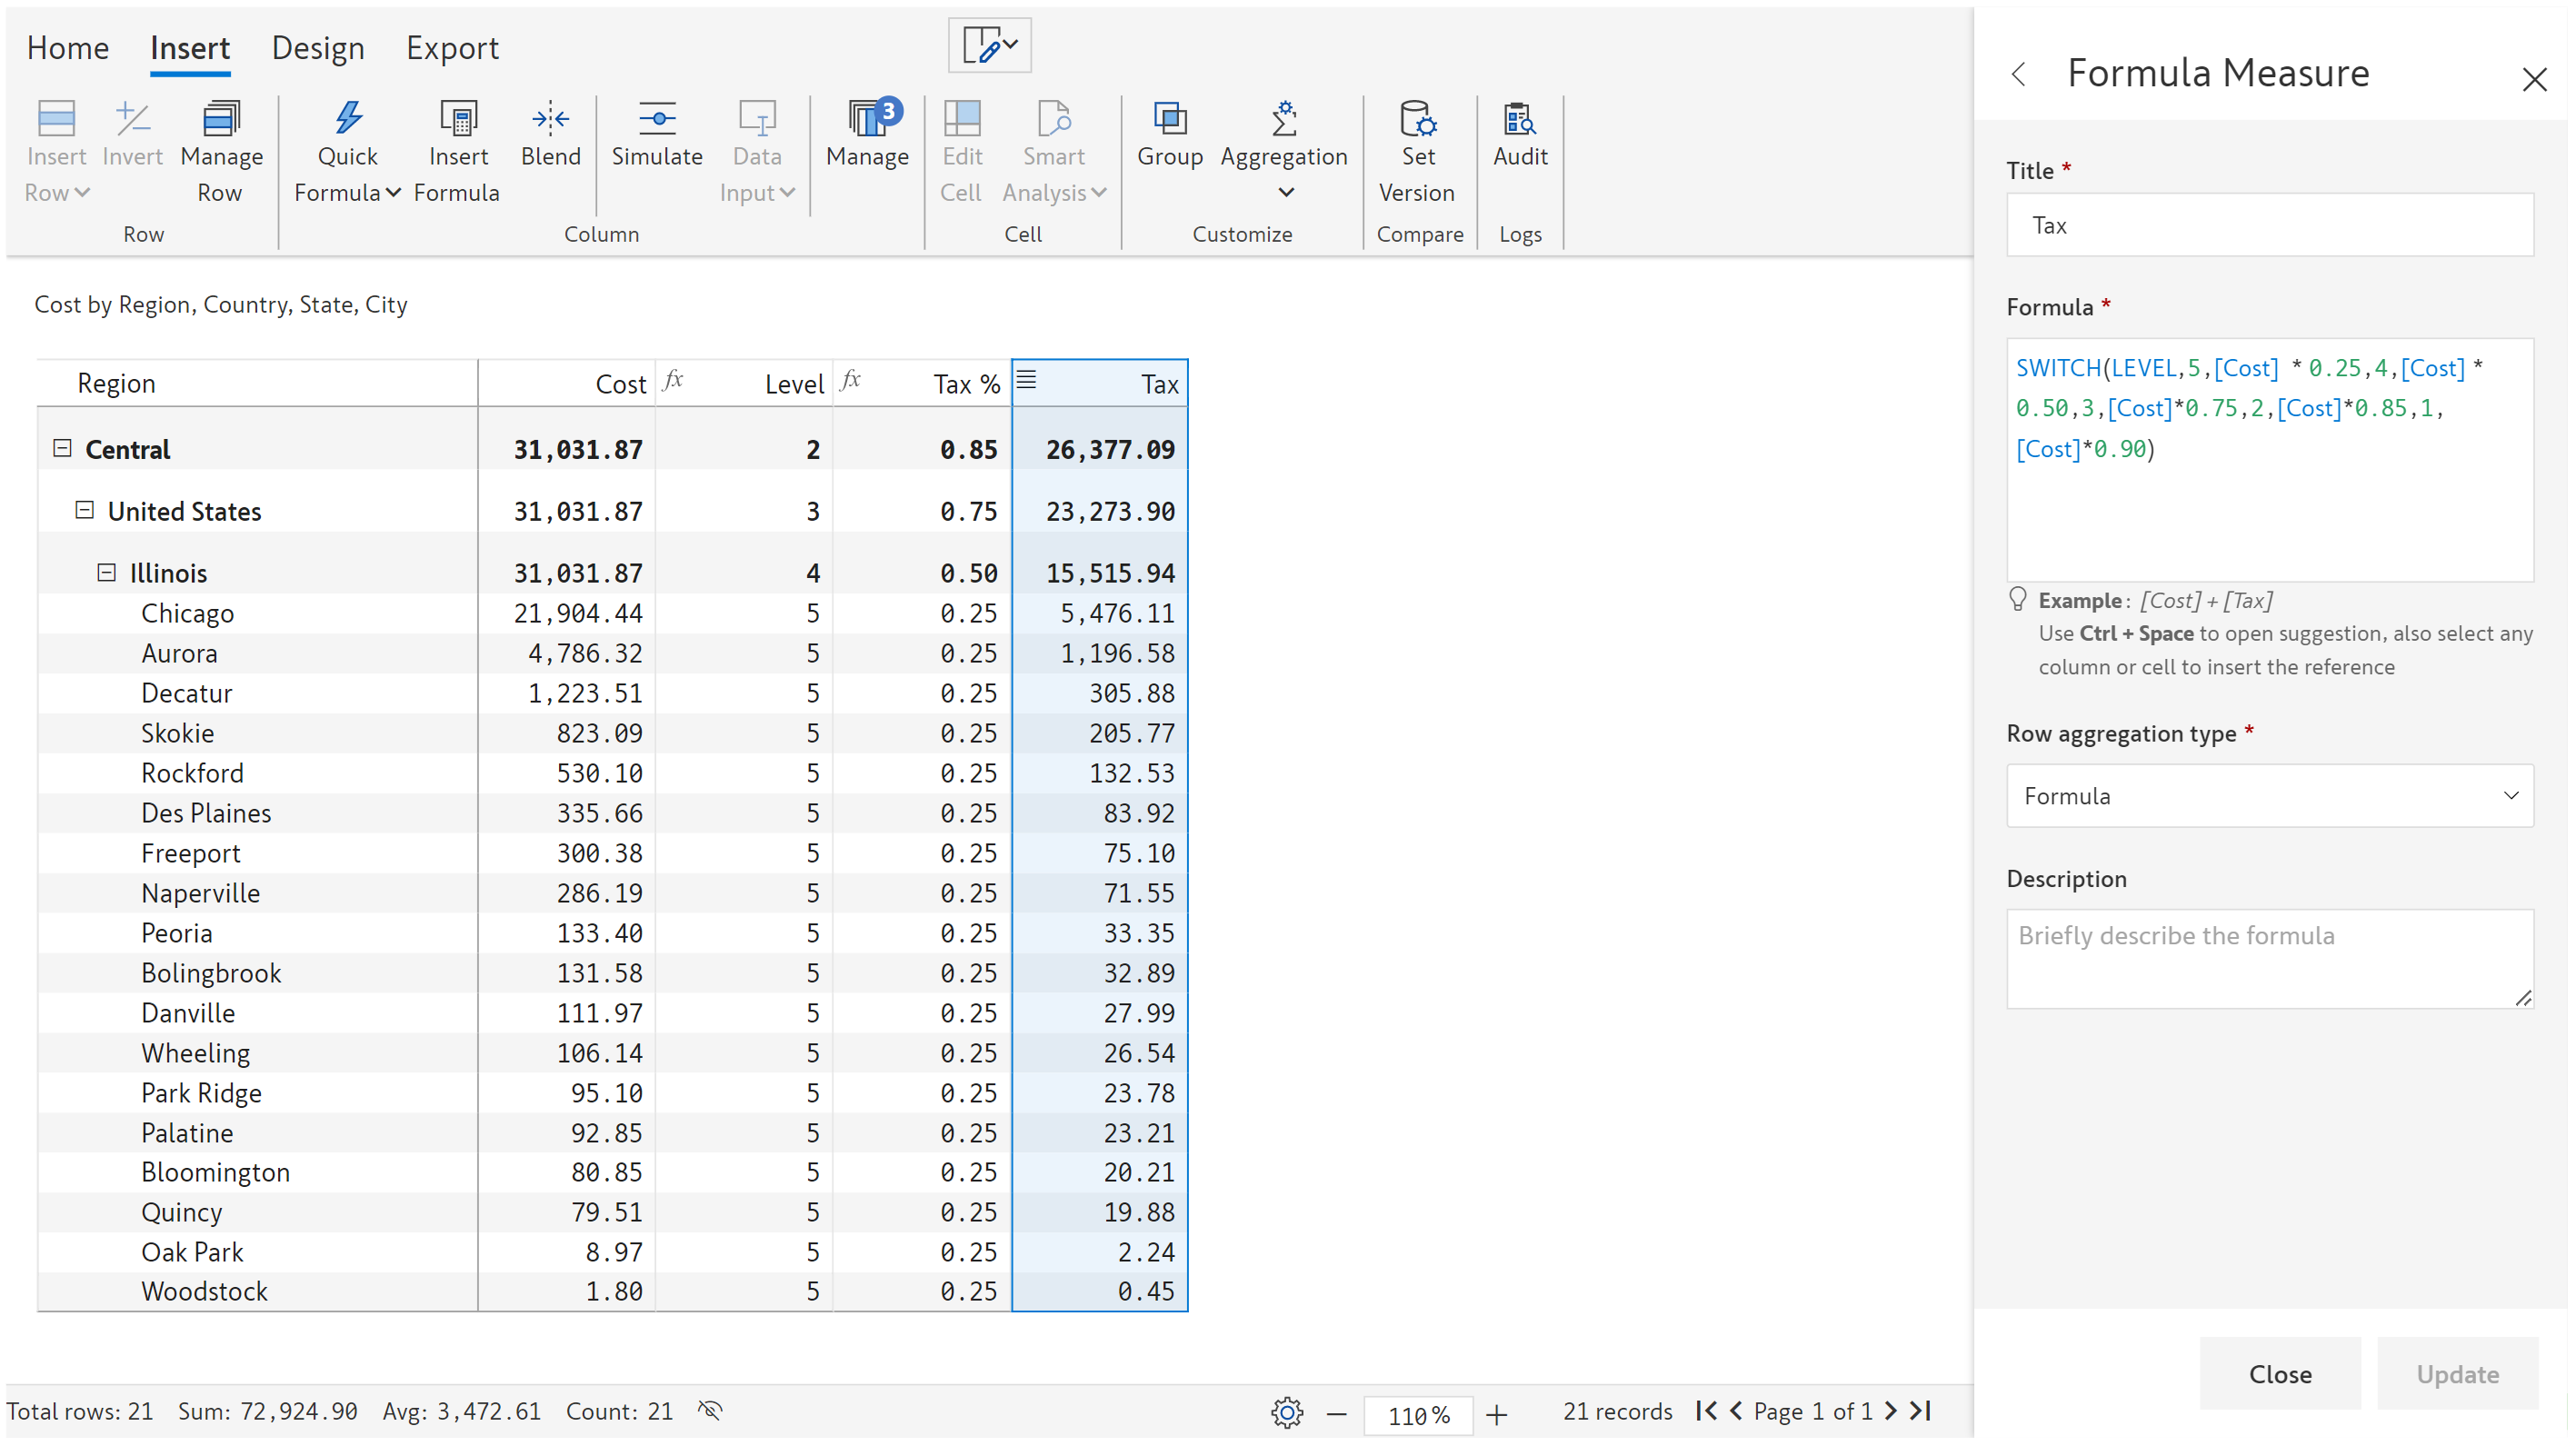 Home Insert Design Export
Insert Row Invert Manage Row Quick Formula Insert Formula Blend Simulate Data Input Manage 3 Edit Cell Smart Analysis Group Aggregation Set Version Audit
Row Column Cell Customize Compare Logs
Cost by Region, Country, State, City
Region Cost fx Level fx Tax % Tax
Central 31,031.87 2 0.85 26,377.09
United States 31,031.87 3 0.75 23,273.90
Illinois 31,031.87 4 0.50 15,515.94
Chicago 21,904.44 5 0.25 5,476.11
Aurora 4,786.32 5 0.25 1,196.58
Decatur 1,223.51 5 0.25 305.88
Skokie 823.09 5 0.25 205.77
Rockford 530.10 5 0.25 132.53
Des Plaines 335.66 5 0.25 83.92
Freeport 300.38 5 0.25 75.10
Naperville 286.19 5 0.25 71.55
Peoria 133.40 5 0.25 33.35
Bolingbrook 131.58 5 0.25 32.89
Danville 111.97 5 0.25 27.99
Wheeling 106.14 5 0.25 26.54
Park Ridge 95.10 5 0.25 23.78
Palatine 92.85 5 0.25 23.21
Bloomington 80.85 5 0.25 20.21
Quincy 79.51 5 0.25 19.88
Oak Park 8.97 5 0.25 2.24
Woodstock 1.80 5 0.25 0.45
Total rows: 21 Sum: 72,924.90 Avg: 3,472.61 Count: 21 110% 21 records Page 1 of 1
Formula Measure
Title *
Tax
Formula *
SWITCH(LEVEL,5,[Cost] * 0.25,4,[Cost] *
0.50,3,[Cost]*0.75,2,[Cost]*0.85,1,
[Cost]*0.90)
Example: [Cost] + [Tax]
Use Ctrl + Space to open suggestion, also select any
column or cell to insert the reference
Row aggregation type *
Formula
Description
Briefly describe the formula
Close Update